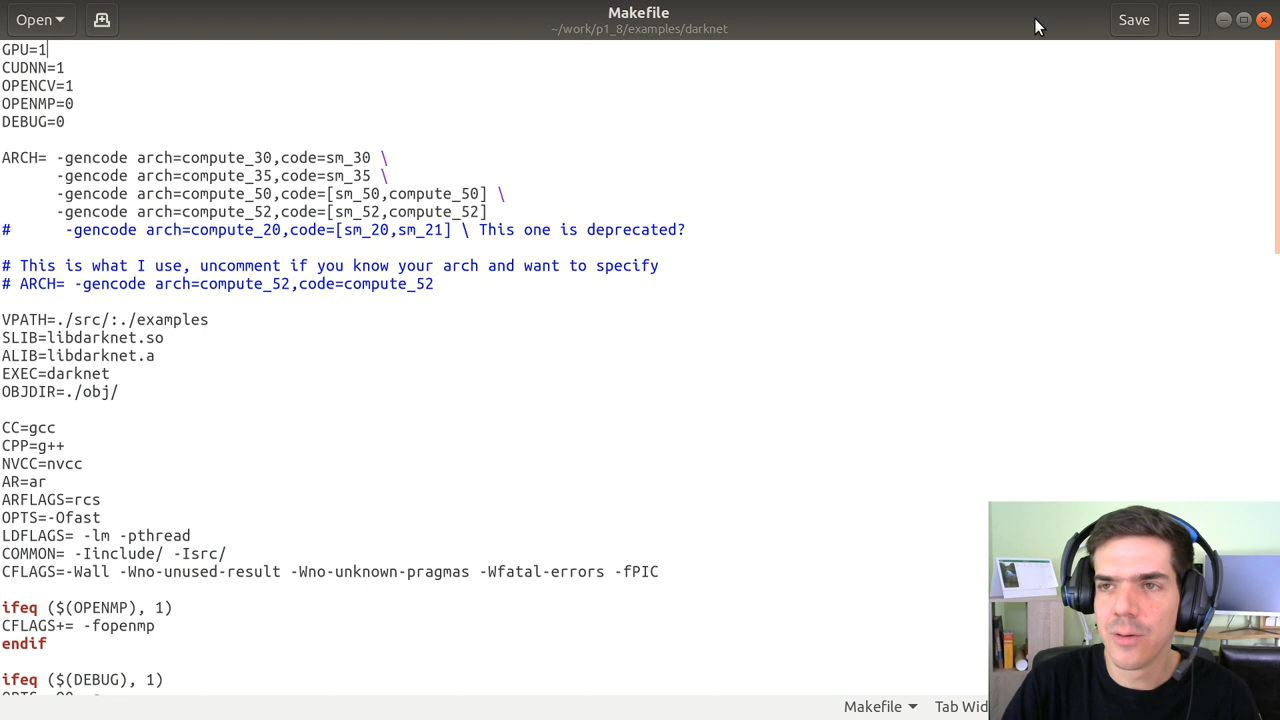 Open
Makefile
~/work/p1_8/examples/darknet
Save
GPU=1
CUDNN=1
OPENCV=1
OPENMP=0
DEBUG=0
ARCH= -gencode arch=compute_30,code=sm_30 \
-gencode arch=compute_35,code=sm_35 \
-gencode arch=compute_50,code=[sm_50,compute_50] \
-gencode arch=compute_52,code=[sm_52,compute_52]
# -gencode arch=compute_20,code=[sm_20,sm_21] \ This one is deprecated?
# This is what I use, uncomment if you know your arch and want to specify
# ARCH= -gencode arch=compute_52,code=compute_52
VPATH=./src/:./examples
SLIB=libdarknet.so
ALIB=libdarknet.a
EXEC=darknet
OBJDIR=./obj/
CC=gcc
CPP=g++
NVCC=nvcc
AR=ar
ARFLAGS=rcs
OPTS=-Ofast
LDFLAGS= -lm -pthread
COMMON= -Iinclude/ -Isrc/
CFLAGS=-Wall -Wno-unused-result -Wno-unknown-pragmas -Wfatal-errors -fPIC
ifeq ($(OPENMP), 1)
CFLAGS+= -fopenmp
endif
ifeq ($(DEBUG), 1)
Makefile
Tab Wid